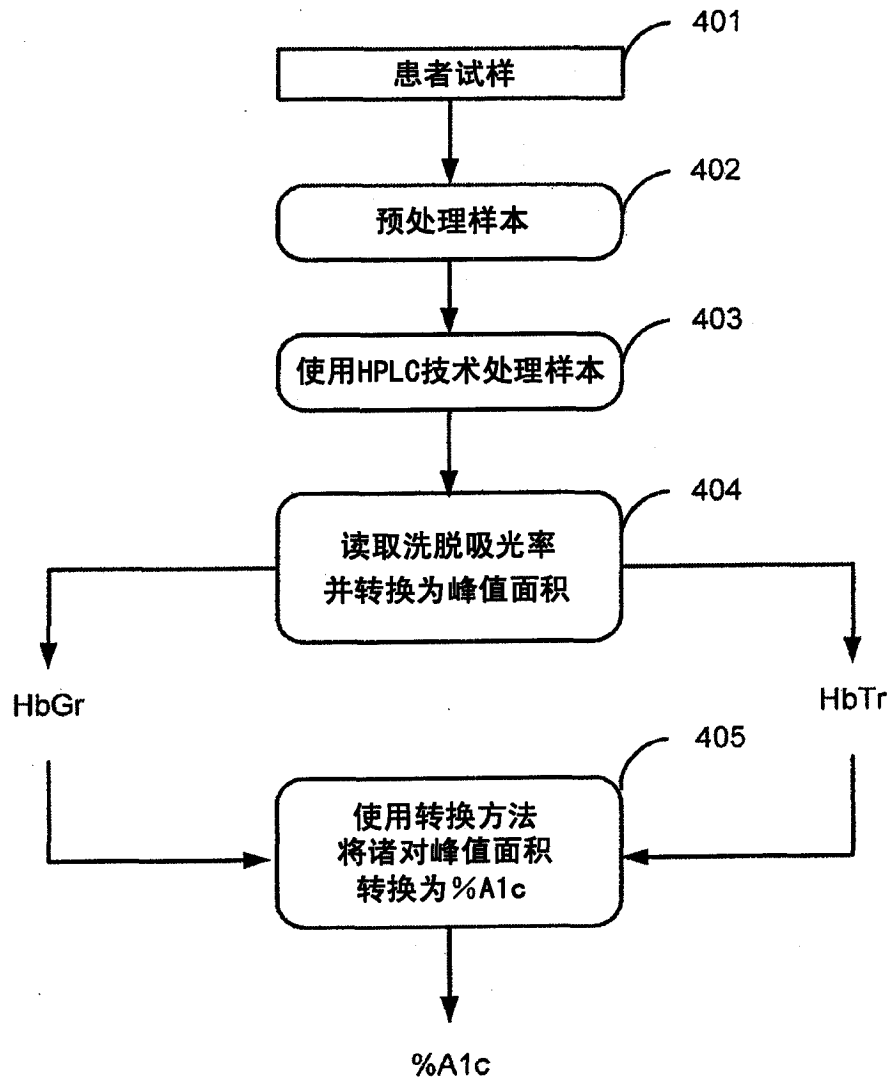 401
患者试样
402
预处理样本
403
使用HPLC技术处理样本
404
读取洗脱吸光率
并转换为峰值面积
HbGr
HbTr
405
使用转换方法
将诸对峰值面积
转换为%A1c
%A1c